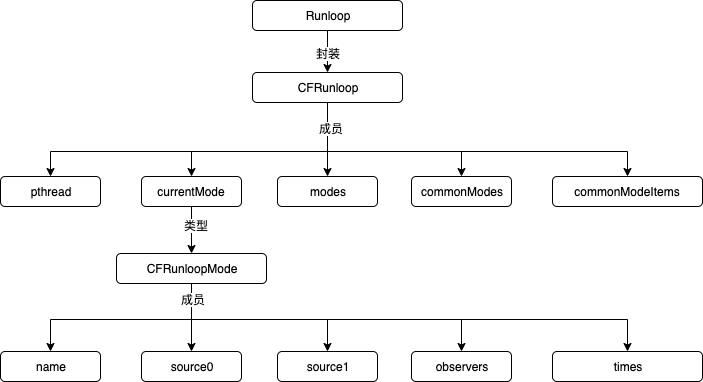 Runloop
封装
CFRunloop
成员
pthread
currentMode
modes
commonModes
commonModeItems
类型
CFRunloopMode
成员
name
source0
source1
observers
times